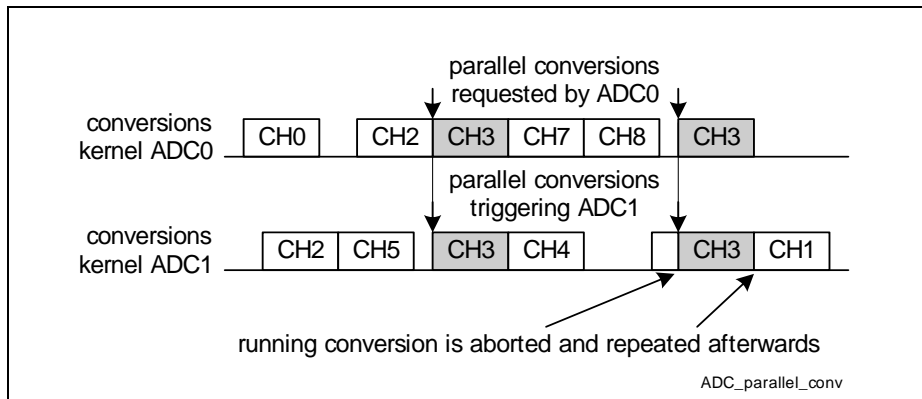 parallel conversions
requested by ADC0
conversions
kernel ADC0
CH0 CH2 CH3 CH7 CH8 CH3
parallel conversions
triggering ADC1
conversions
kernel ADC1
CH2 CH5 CH3 CH4 CH3 CH1
running conversion is aborted and repeated afterwards
ADC_parallel_conv